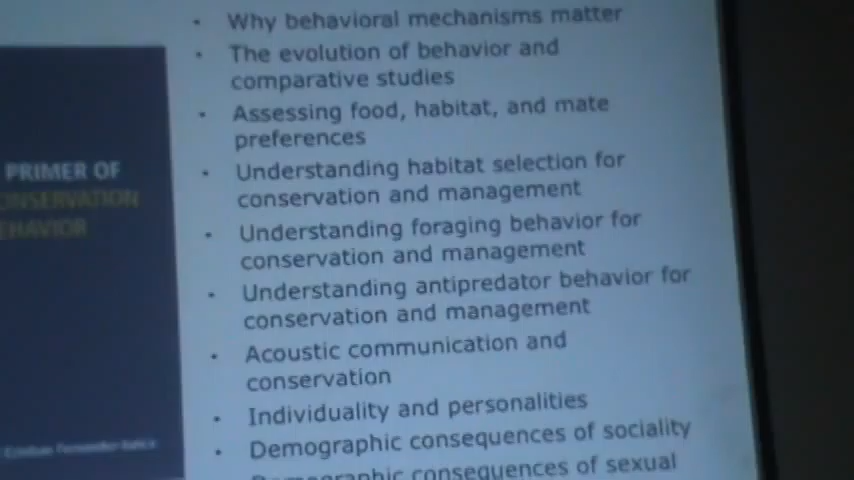 PRIMER OF
ONSERVATION
EHAVIOR
• Why behavioral mechanisms matter
• The evolution of behavior and
comparative studies
• Assessing food, habitat, and mate
preferences
• Understanding habitat selection for
conservation and management
• Understanding foraging behavior for
conservation and management
• Understanding antipredator behavior for
conservation and management
• Acoustic communication and
conservation
• Individuality and personalities
• Demographic consequences of sociality
Demographic consequences of sexual